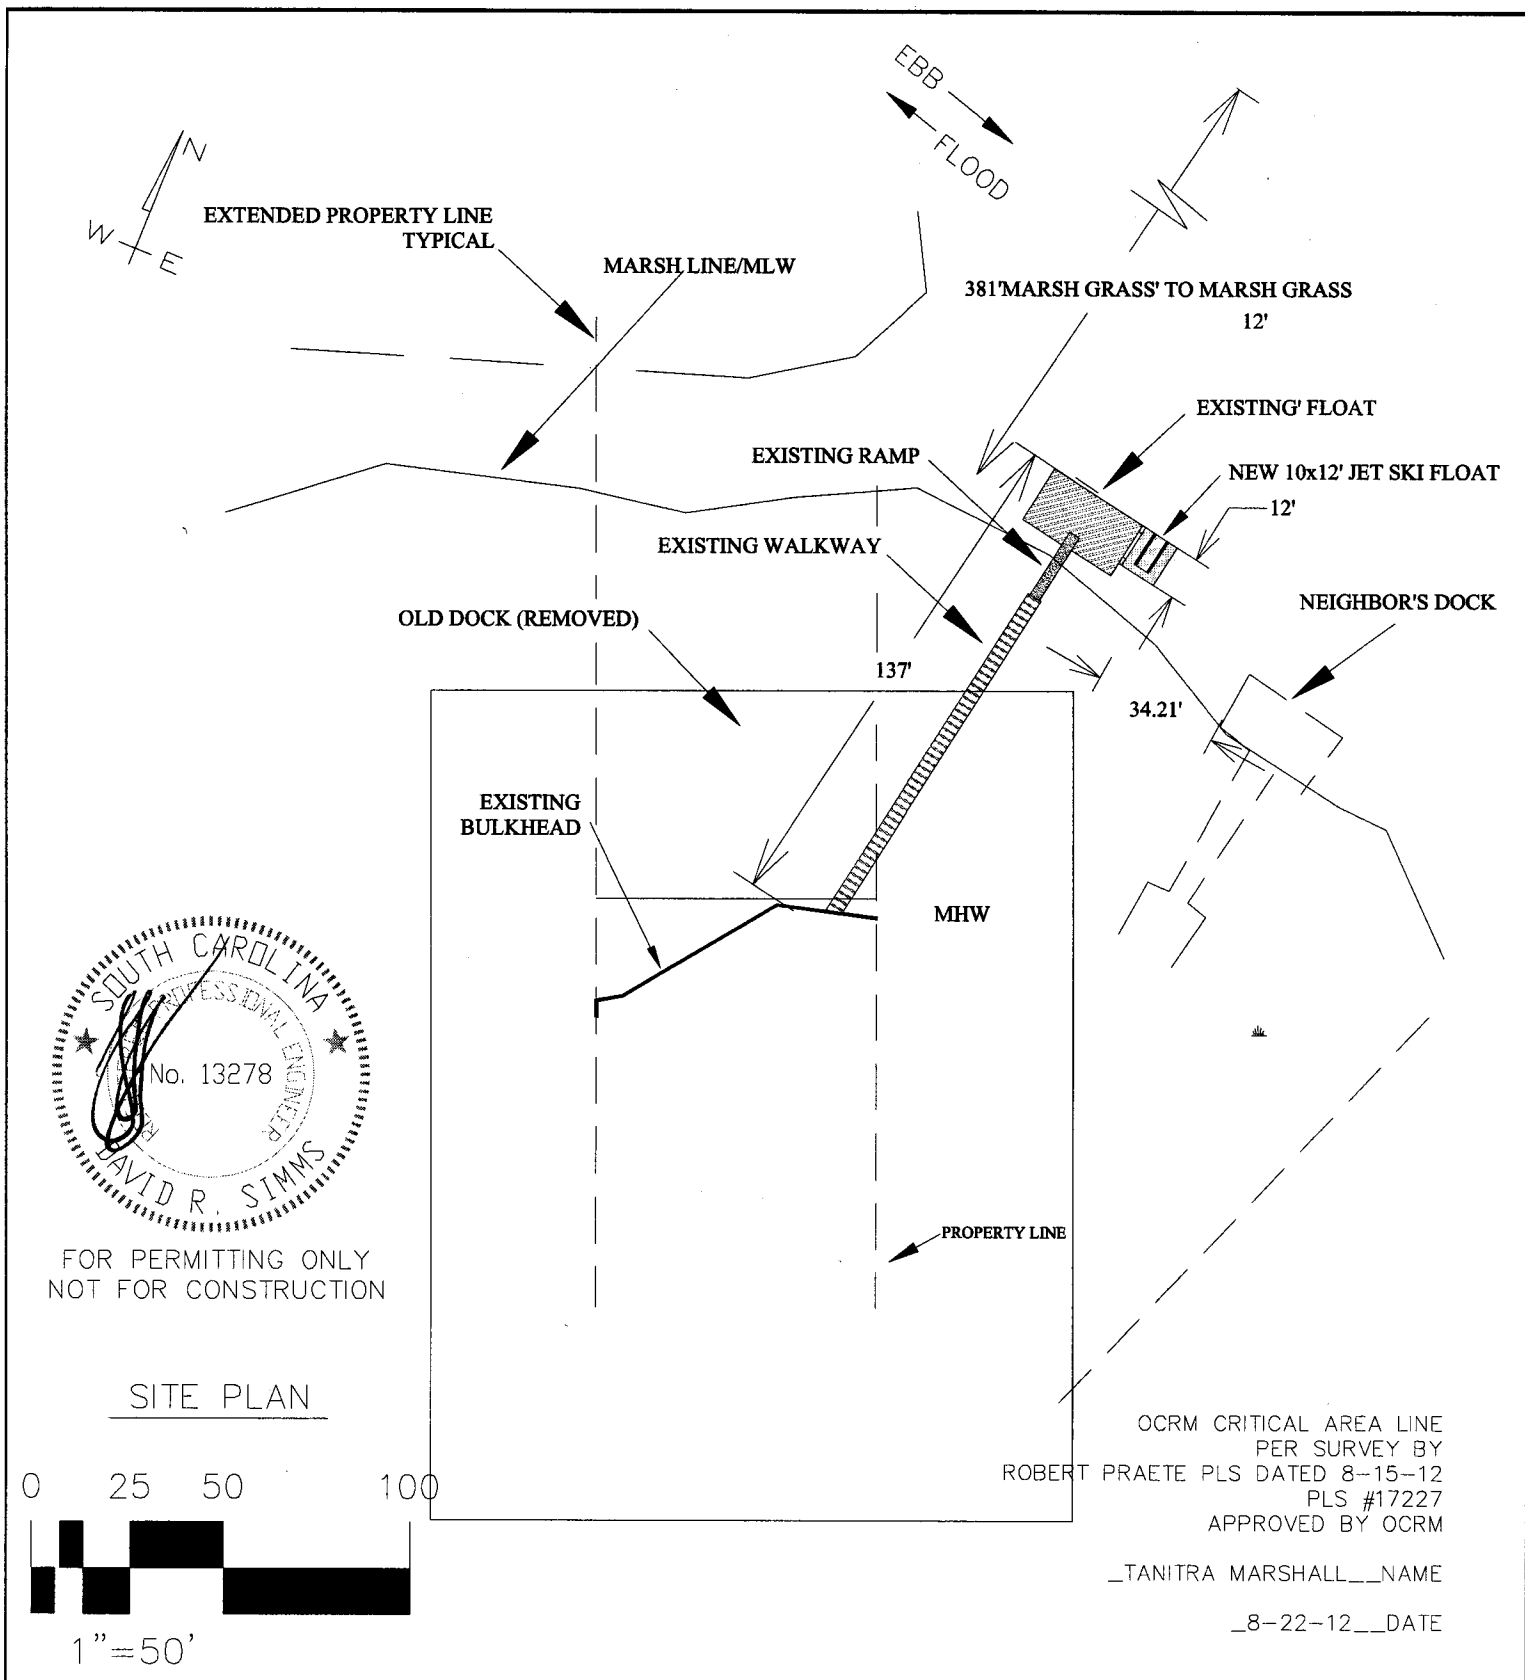 EBB
FLOOD
N
W
E
EXTENDED PROPERTY LINE
TYPICAL
MARSH LINE/MLW
381'MARSH GRASS' TO MARSH GRASS
12'
EXISTING' FLOAT
EXISTING RAMP
NEW 10x12' JET SKI FLOAT
12'
EXISTING WALKWAY
NEIGHBOR'S DOCK
OLD DOCK (REMOVED)
137'
34.21'
EXISTING
BULKHEAD
MHW
SOUTH CAROLINA
PROFESSIONAL ENGINEER
No. 13278
DAVID R. SIMMS
PROPERTY LINE
FOR PERMITTING ONLY
NOT FOR CONSTRUCTION
SITE PLAN
0 25 50 100
1"=50'
OCRM CRITICAL AREA LINE
PER SURVEY BY
ROBERT PRAETE PLS DATED 8-15-12
PLS #17227
APPROVED BY OCRM
_TANITRA MARSHALL__NAME
_8-22-12__DATE